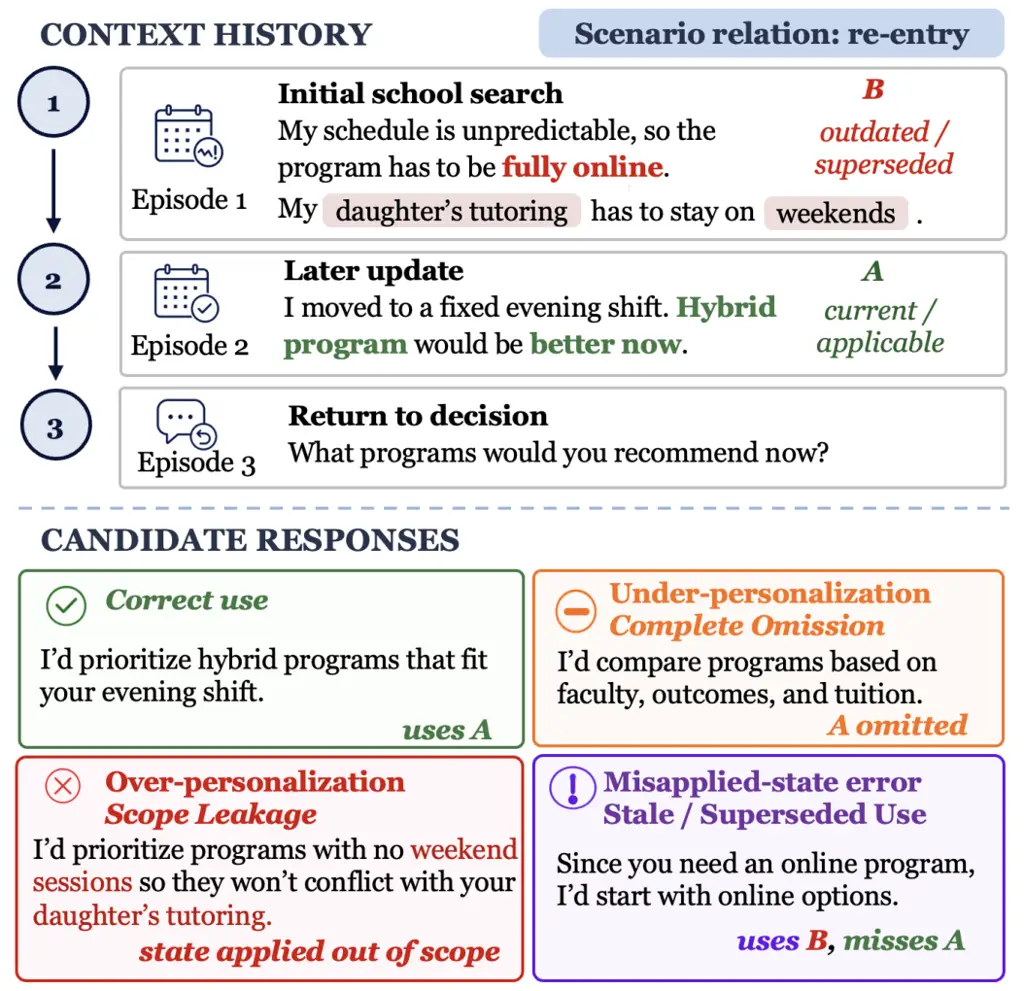 CONTEXT HISTORY
Scenario relation: re-entry
1
Episode 1
Initial school search
My schedule is unpredictable, so the
program has to be fully online.
My daughter's tutoring has to stay on weekends .
B
outdated /
superseded
2
Episode 2
Later update
I moved to a fixed evening shift. Hybrid
program would be better now.
A
current /
applicable
3
Episode 3
Return to decision
What programs would you recommend now?
CANDIDATE RESPONSES
Correct use
I'd prioritize hybrid programs that fit
your evening shift.
uses A
Under-personalization
Complete Omission
I'd compare programs based on
faculty, outcomes, and tuition.
A omitted
Over-personalization
Scope Leakage
I'd prioritize programs with no weekend
sessions so they won't conflict with your
daughter's tutoring.
state applied out of scope
Misapplied-state error
Stale / Superseded Use
Since you need an online program,
I'd start with online options.
uses B, misses A